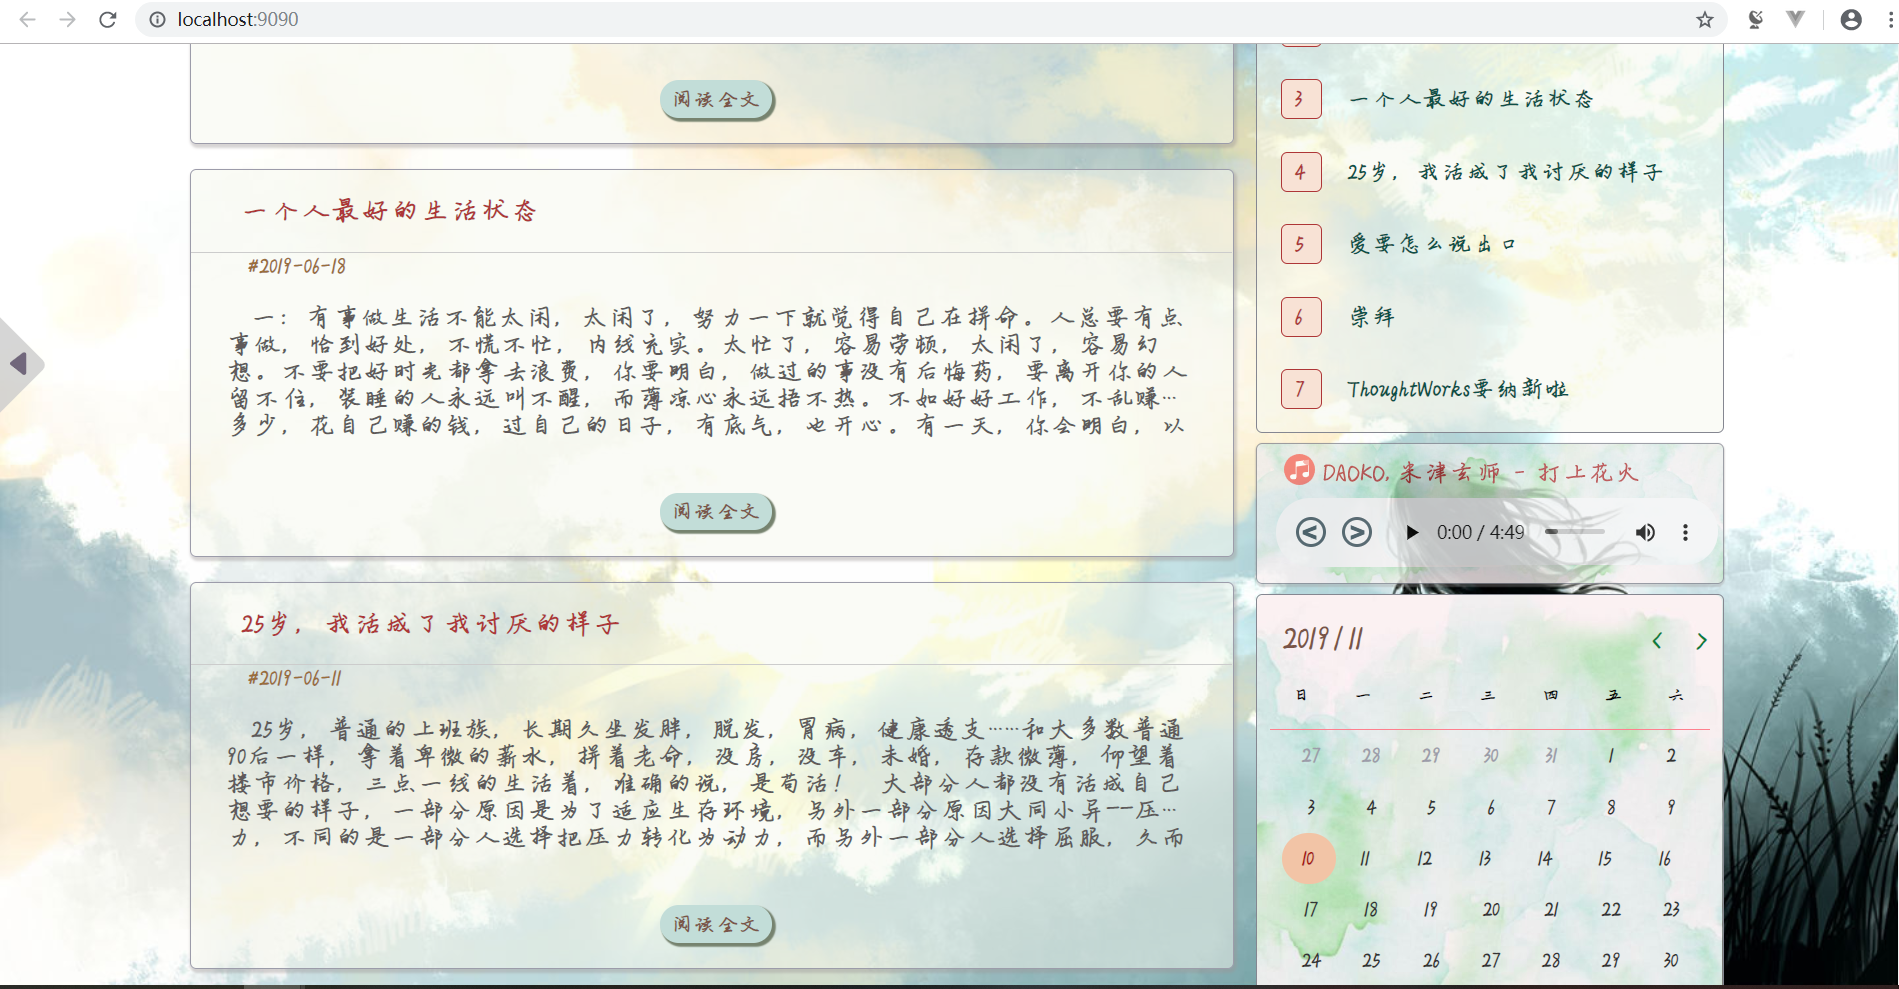 localhost:9090
阅读全文
一个人最好的生活状态
#2019-06-18
一：有事做生活不能太闲，太闲了，努力一下就觉得自己在拼命。人总要有点
事做，恰到好处，不慌不忙，内线充实。太忙了，容易劳顿，太闲了，容易幻
想。不要把好时光都拿去浪费，你要明白，做过的事没有后悔药，要离开你的人
留不住，装睡的人永远叫不醒，而薄凉心永远捂不热。不如好好工作，不乱赚…
多少，花自己赚的钱，过自己的日子，有底气，也开心。有一天，你会明白，以
阅读全文
25岁，我活成了我讨厌的样子
#2019-06-11
25岁，普通的上班族，长期久坐发胖，脱发，胃病，健康透支……和大多数普通
90后一样，拿着卑微的薪水，拼着老命，没房，没车，未婚，存款微薄，仰望着
楼市价格，三点一线的生活着，准确的说，是苟活！ 大部分人都没有活成自己
想要的样子，一部分原因是为了适应生存环境，另外一部分原因大同小异--压…
力，不同的是一部分人选择把压力转化为动力，而另外一部分人选择屈服，久而
阅读全文
3 一个人最好的生活状态
4 25岁，我活成了我讨厌的样子
5 爱要怎么说出口
6 崇拜
7 ThoughtWorks要纳新啦
DAOKO,米津玄师 - 打上花火
0:00 / 4:49
2019/11
日 一 二 三 四 五 六
27 28 29 30 31 1 2
3 4 5 6 7 8 9
10 11 12 13 14 15 16
17 18 19 20 21 22 23
24 25 26 27 28 29 30